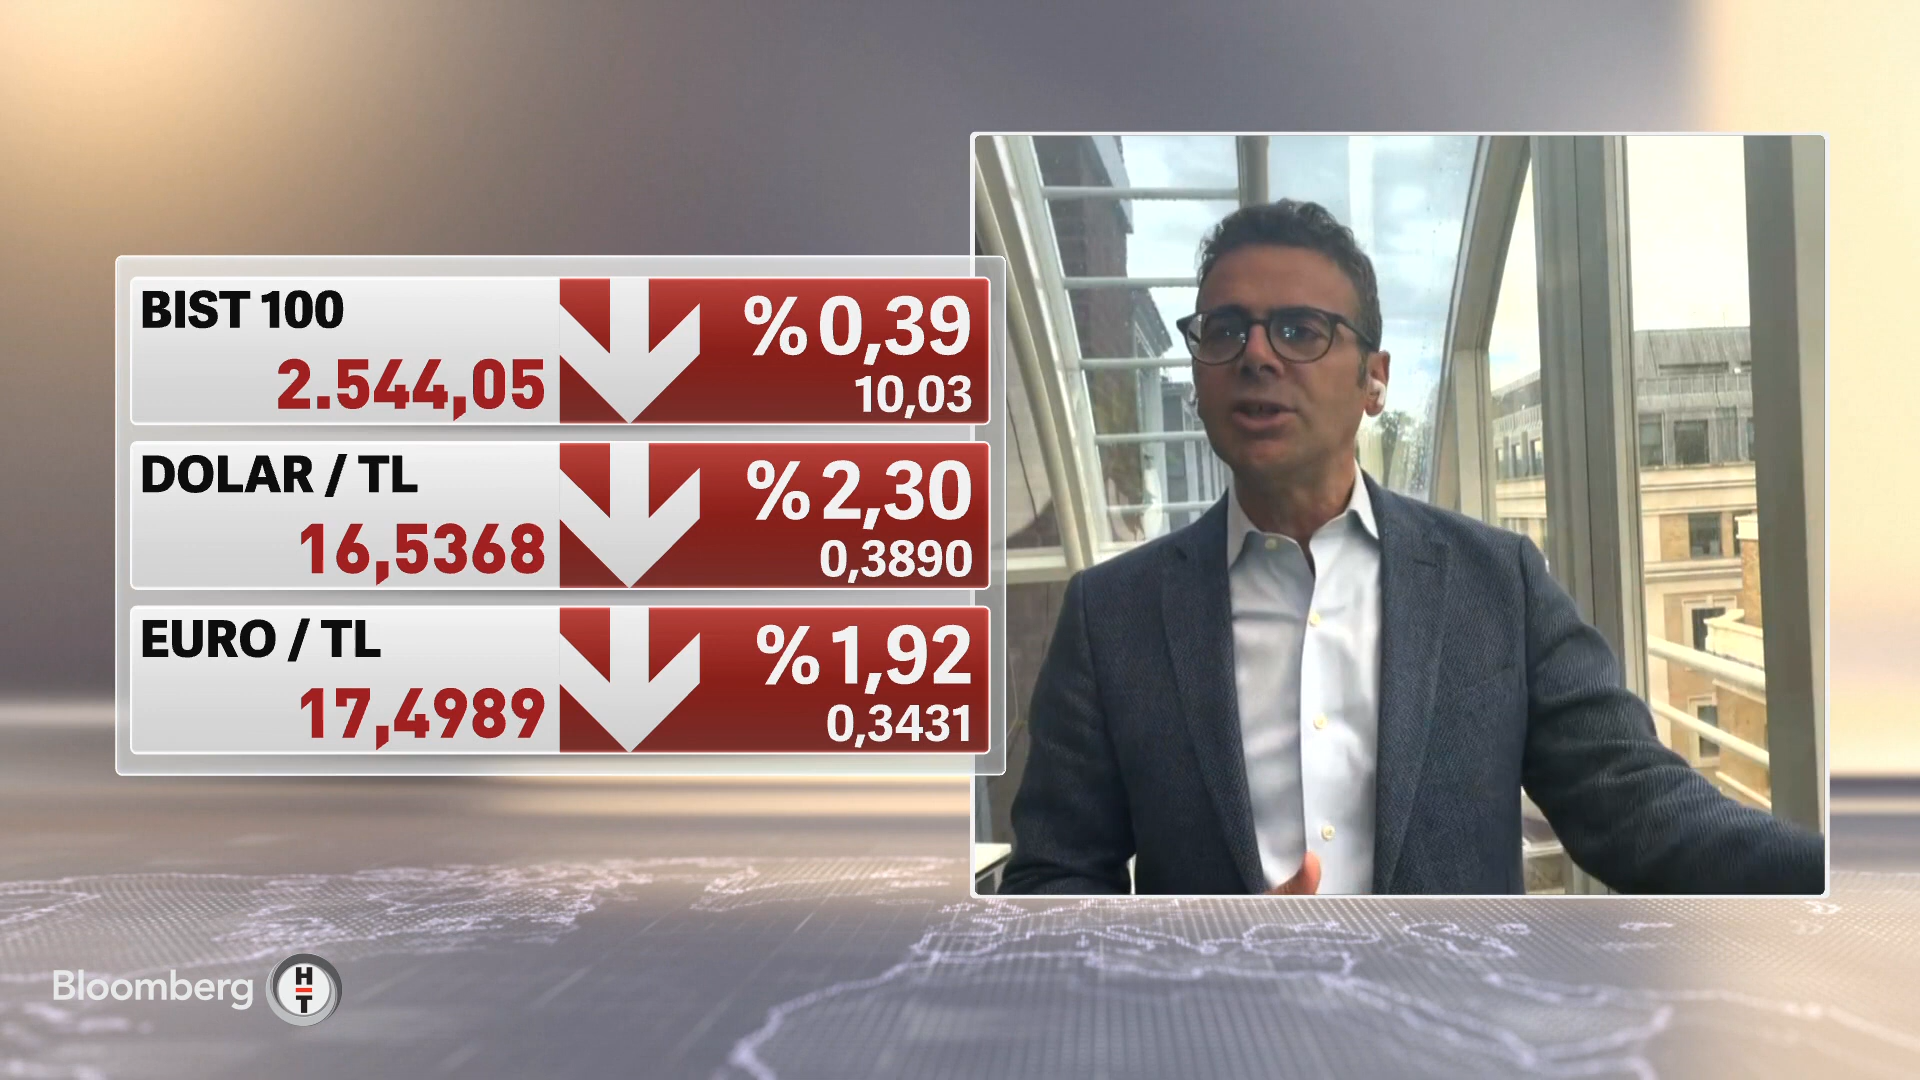 BIST 100
2.544,05
%0,39
10,03
DOLAR / TL
16,5368
%2,30
0,3890
EURO / TL
17,4989
%1,92
0,3431
Bloomberg HT